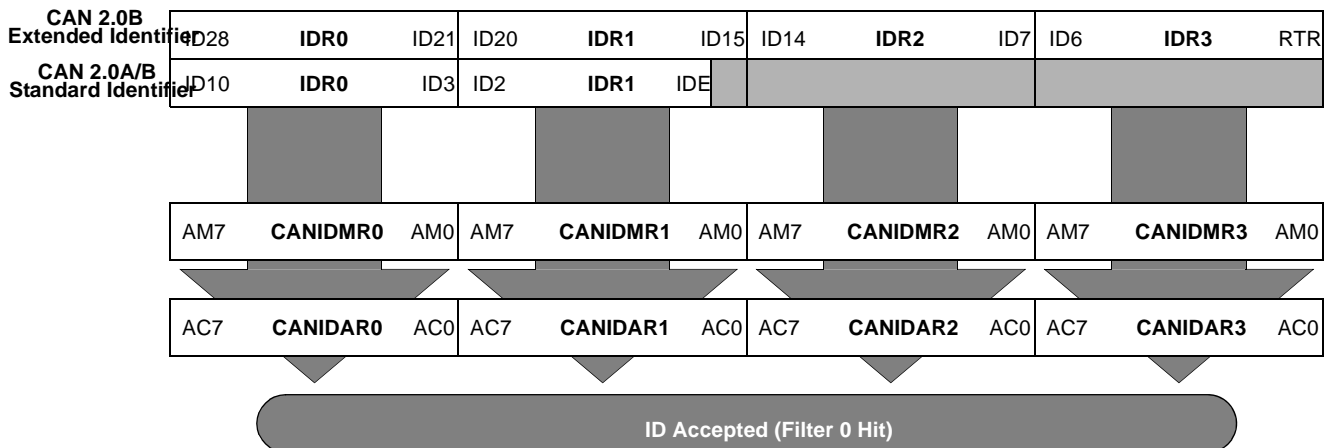 CAN 2.0B
Extended Identifier ID28 IDR0 ID21 ID20 IDR1 ID15 ID14 IDR2 ID7 ID6 IDR3 RTR
CAN 2.0A/B
Standard Identifier ID10 IDR0 ID3 ID2 IDR1 IDE
AM7 CANIDMR0 AM0 AM7 CANIDMR1 AM0 AM7 CANIDMR2 AM0 AM7 CANIDMR3 AM0
AC7 CANIDAR0 AC0 AC7 CANIDAR1 AC0 AC7 CANIDAR2 AC0 AC7 CANIDAR3 AC0
ID Accepted (Filter 0 Hit)